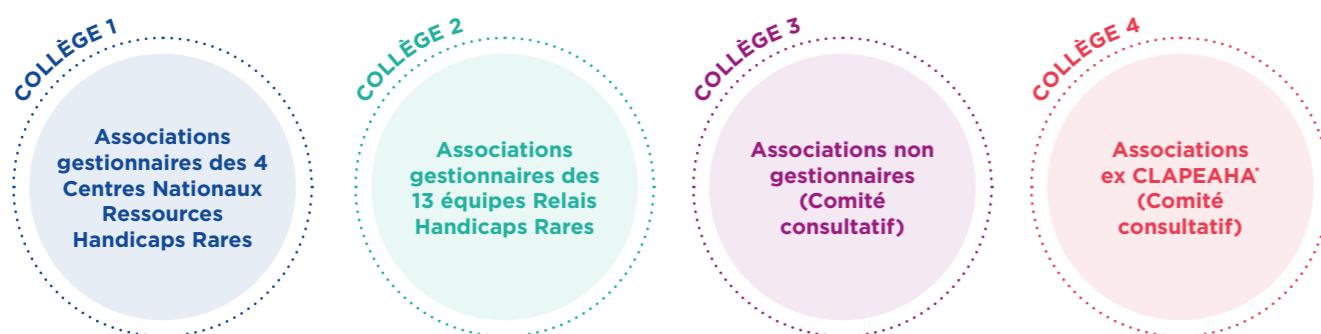 COLLÈGE 1
Associations
gestionnaires des 4
Centres Nationaux
Ressources
Handicaps Rares
COLLÈGE 2
Associations
gestionnaires des
13 équipes Relais
Handicaps Rares
COLLÈGE 3
Associations non
gestionnaires
(Comité
consultatif)
COLLÈGE 4
Associations
ex CLAPEAHA*
(Comité
consultatif)